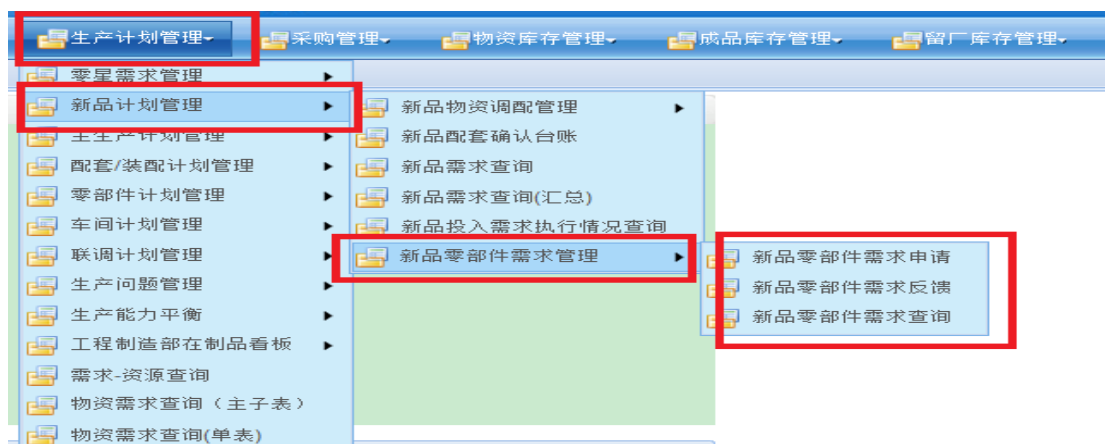 生产计划管理 采购管理 物资库存管理 成品库存管理 留厂库存管理
零星需求管理
新品计划管理 新品物资调配管理
主生产计划管理 新品配套确认台账
配套/装配计划管理 新品需求查询
零部件计划管理 新品需求查询(汇总)
车间计划管理 新品投入需求执行情况查询
联调计划管理 新品零部件需求管理 新品零部件需求申请
生产问题管理 新品零部件需求反馈
生产能力平衡 新品零部件需求查询
工程制造部在制品看板
需求-资源查询
物资需求查询（主子表）
物资需求查询(单表)